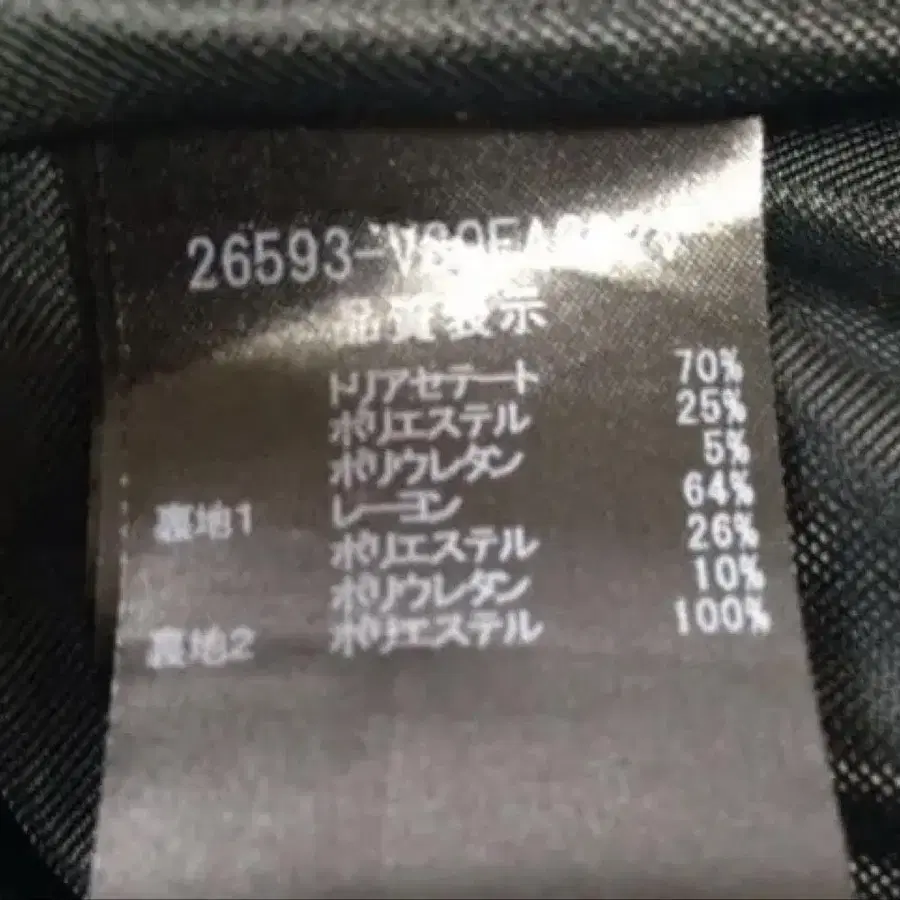 品質表示
トリアセテート 70%
ポリエステル 25%
ポリウレタン 5%
裏地1 レーヨン 64%
ポリエステル 26%
ポリウレタン 10%
裏地2 ポリエステル 100%